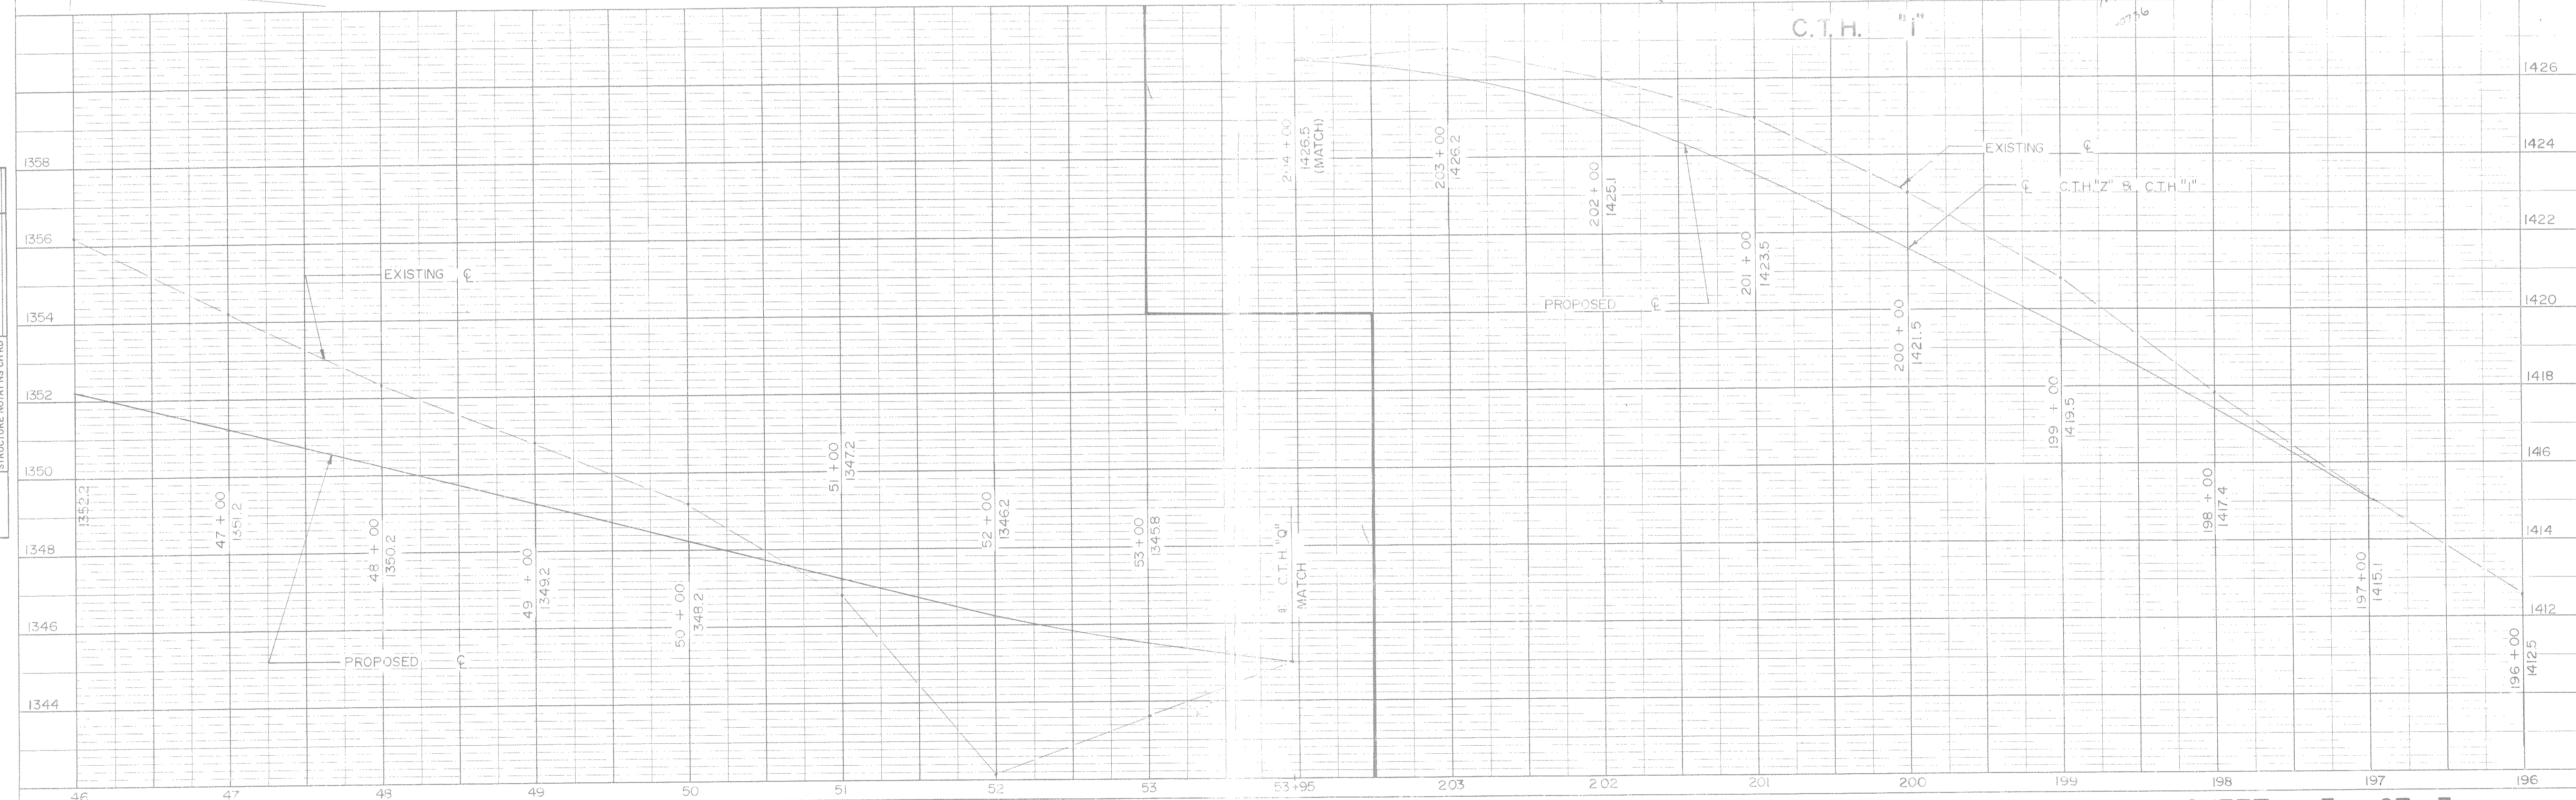 C.T.H. "I"
1358
1356
1354
1352
1350
1348
1346
1344
EXISTING ℄
PROPOSED ℄
1352.2
47 + 00
1351.2
48 + 00
1350.2
49 + 00
1349.2
50 + 00
1348.2
51 + 00
1347.2
52 + 00
1346.2
53 + 00
1345.8
℄ C.T.H. "Q"
MATCH
204 + 00
1426.5
(MATCH)
203 + 00
1426.2
202 + 00
1425.1
201 + 00
1423.5
200 + 00
1421.5
199 + 00
1419.5
198 + 00
1417.4
197 + 00
1415.1
196 + 00
1412.5
EXISTING ℄
℄ C.T.H. "Z" & C.T.H "I"
PROPOSED ℄
1426
1424
1422
1420
1418
1416
1414
1412
46
47
48
49
50
51
52
53
53+95
203
202
201
200
199
198
197
196